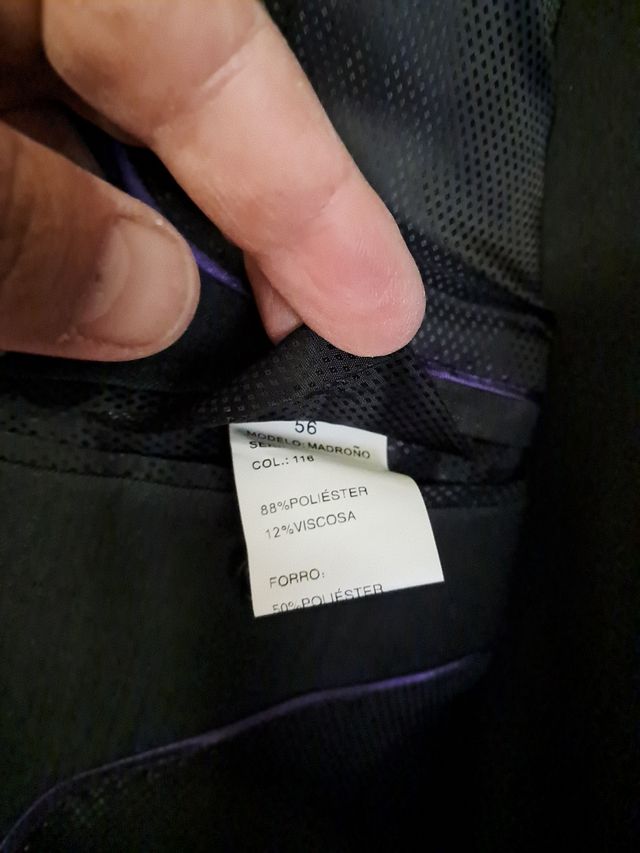 56
MODELO: MADROÑO
COL.: 116
88%POLIÉSTER
12%VISCOSA
FORRO:
50%POLIÉSTER